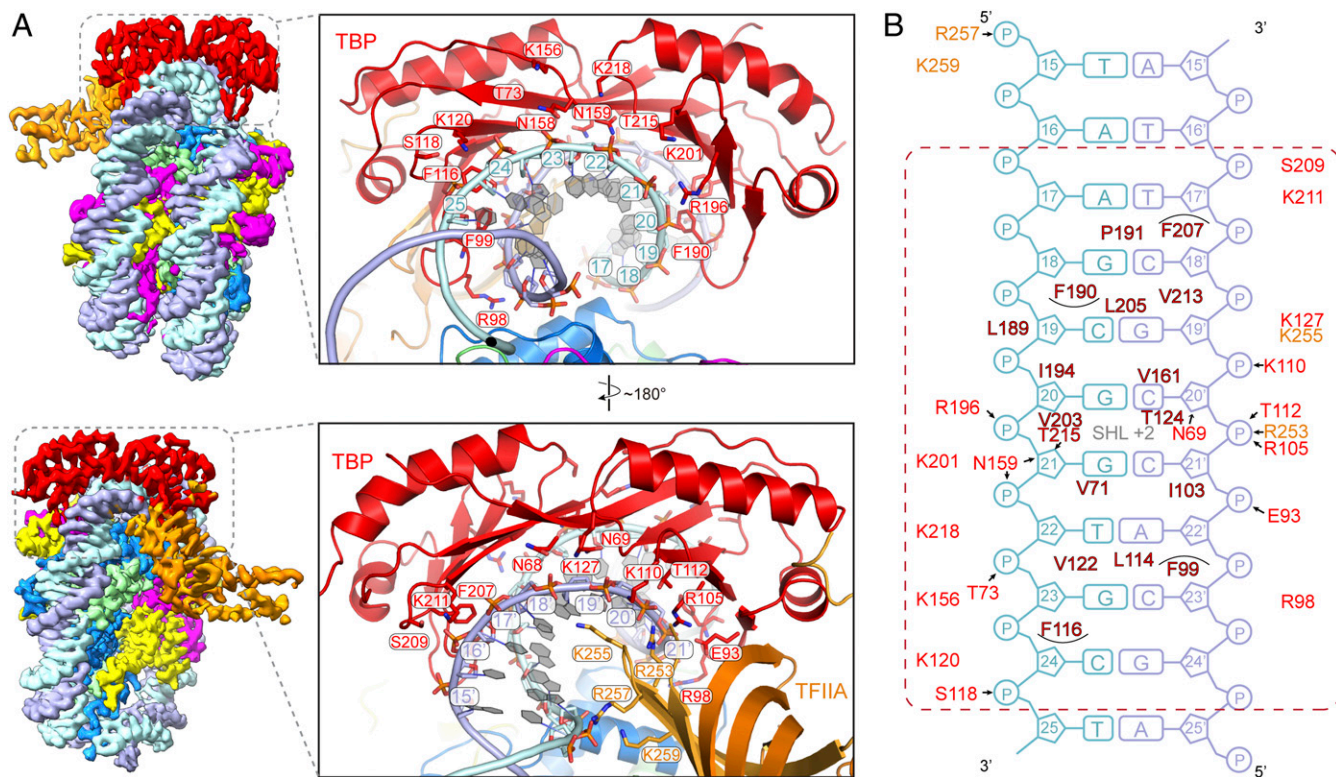 A
TBP
K156
K218
T73
N159
K120
N158
T215
S118
K201
F116
24
23
22
21
25
R196
20
F99
19
F190
17
18
R98
~180°
TBP
N69
N68
K127
K110
T112
F207
K211
R105
18'
19'
20'
17'
S209
16'
K255
21'
E93
R253
15'
R257
R98
TFIIA
K259
B
5'
3'
R257
P
K259
15
T
A
15'
P
P
16
A
T
16'
P
P
S209
17
A
T
17'
K211
P191
F207
P
P
18
G
C
18'
F190
L205
V213
P
P
L189
19
C
G
19'
K127
K255
P
P
K110
I194
V161
20
G
C
20'
R196
V203
T124
T112
P
T215
SHL +2
N69
P
R253
R105
K201
N159
21
G
C
21'
V71
I103
P
P
E93
K218
22
T
A
22'
V122
L114
F99
P
P
T73
K156
23
G
C
23'
R98
F116
P
P
K120
24
C
G
24'
S118
P
P
25
T
A
25'
3'
P
5'